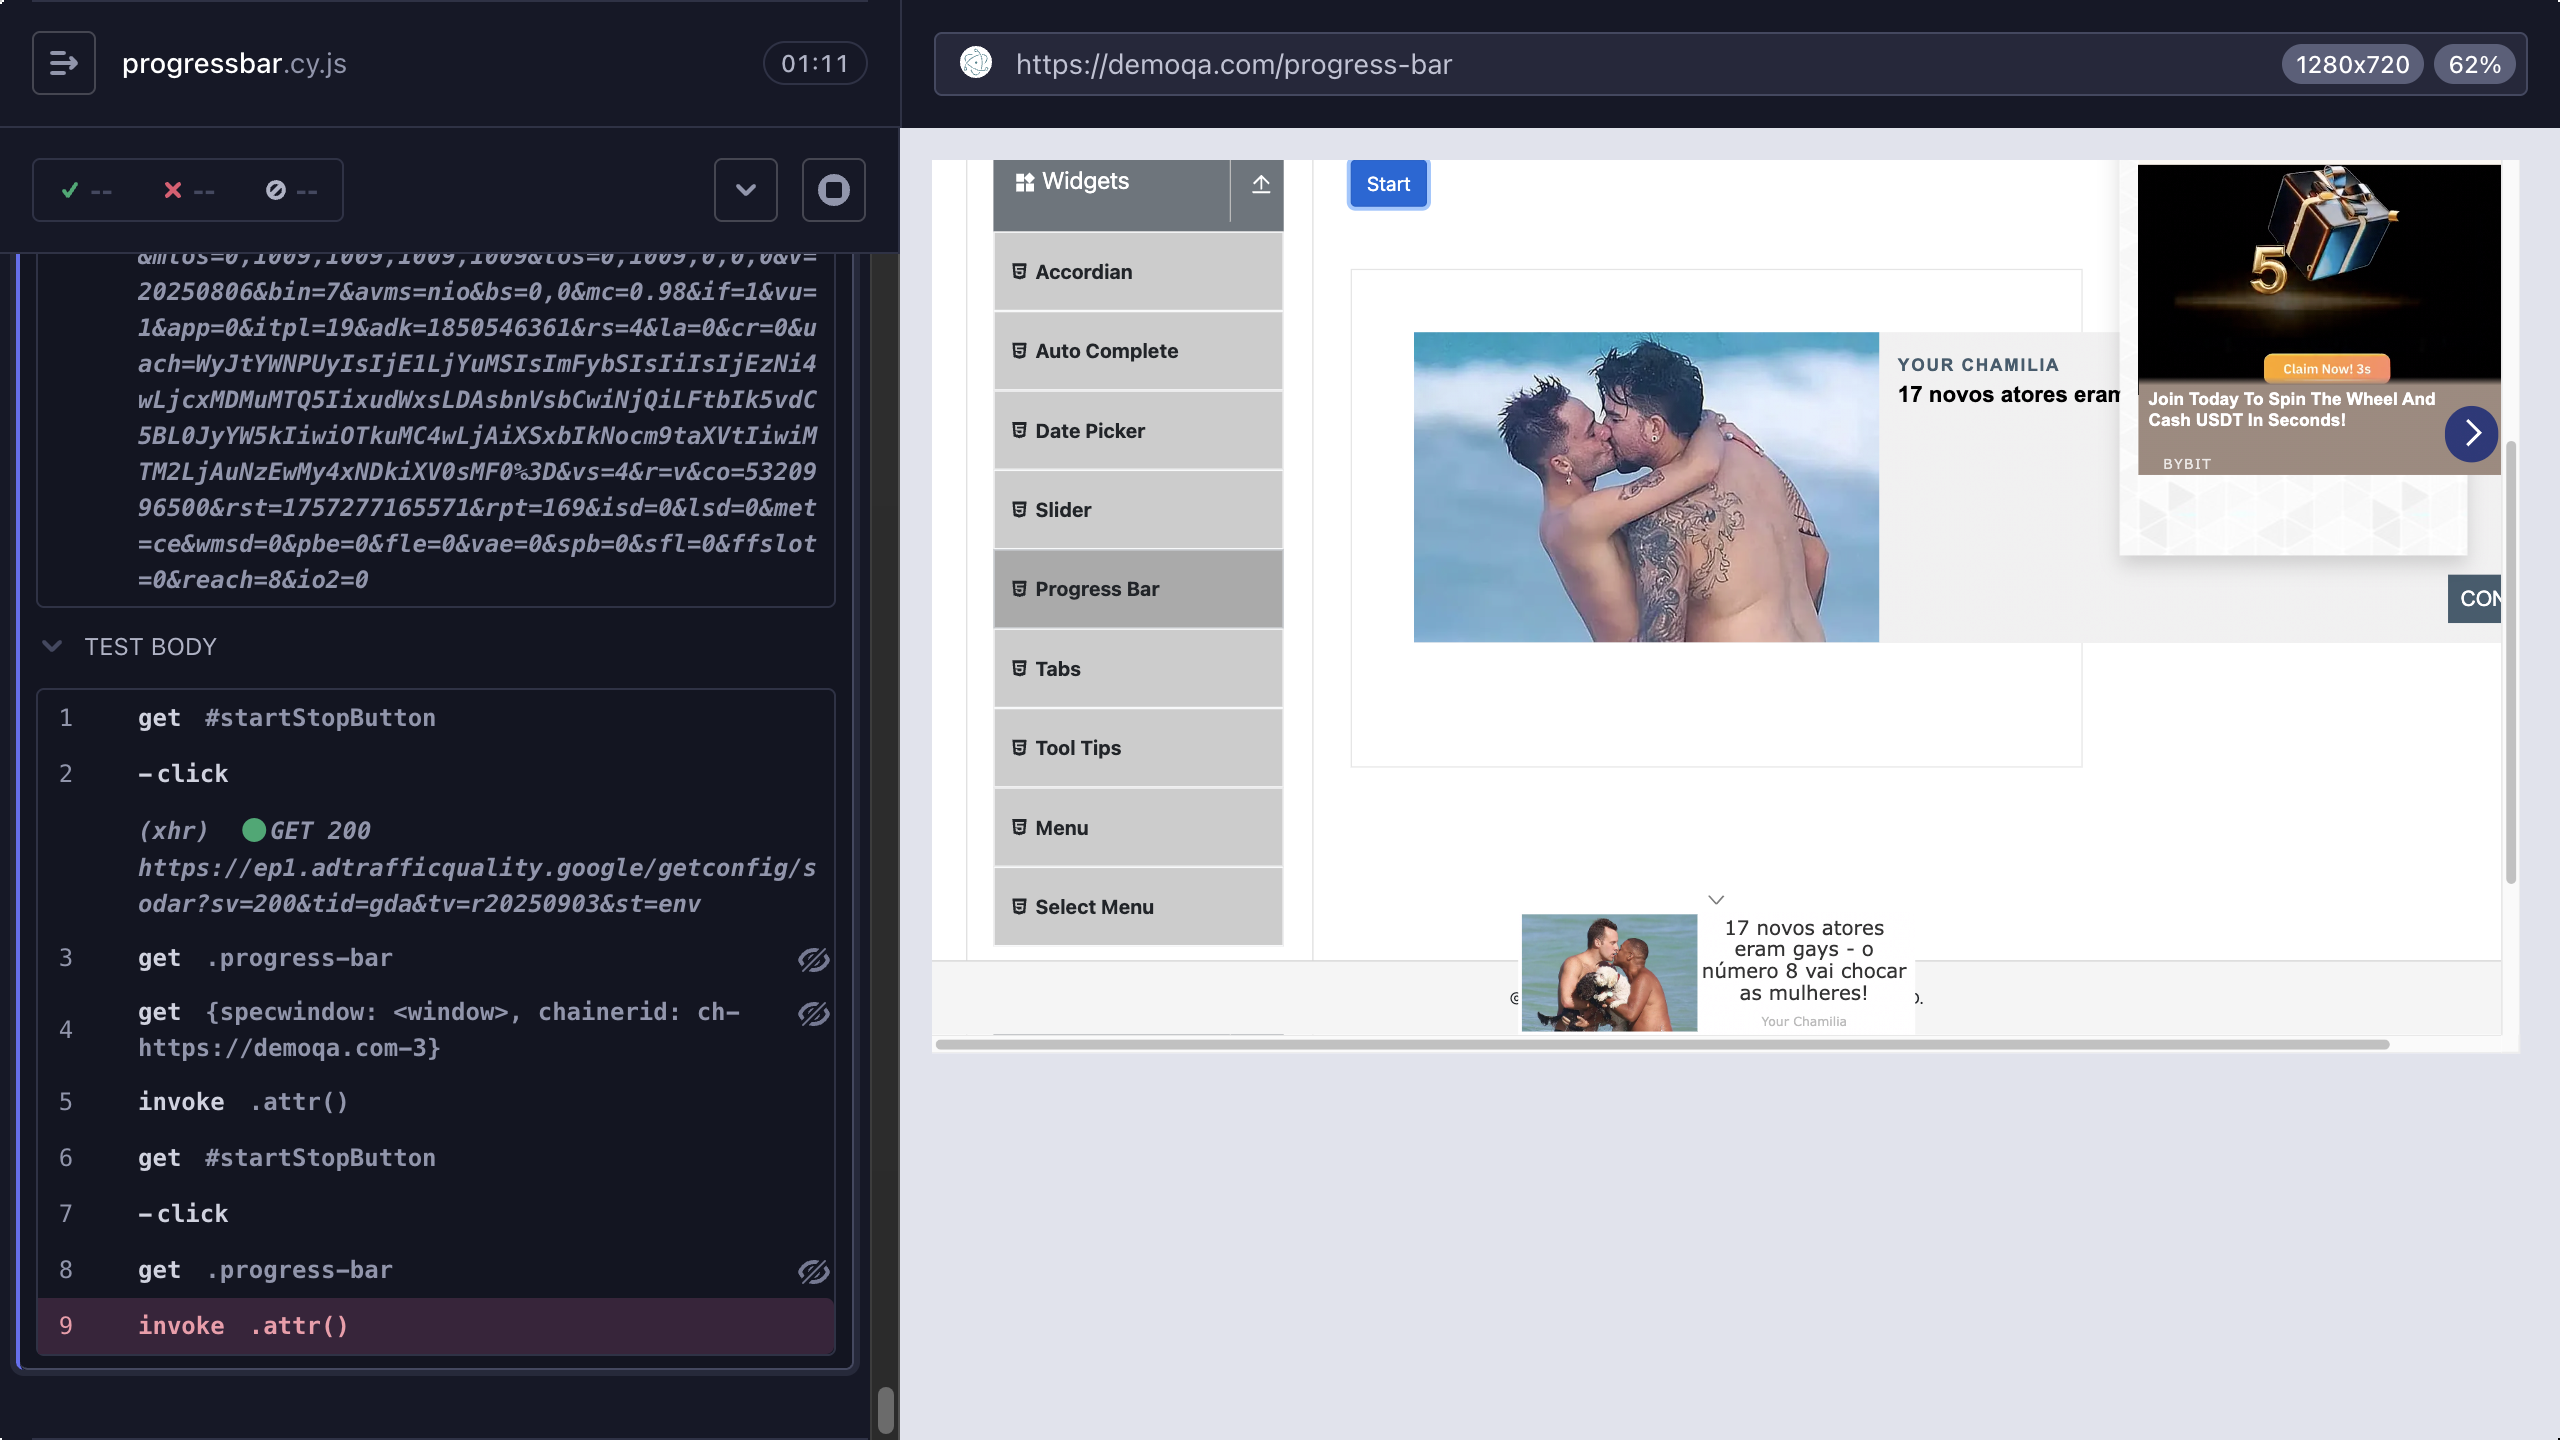 progressbar.cy.js
01:11
-- -- --
&mtos=0,1009,1009,1009,1009&tos=0,1009,0,0,0&v=
20250806&bin=7&avms=nio&bs=0,0&mc=0.98&if=1&vu=
1&app=0&itpl=19&adk=1850546361&rs=4&la=0&cr=0&u
ach=WyJtYWNPUyIsIjE1LjYuMSIsImFybSIsIiIsIjEzNi4
wLjcxMDMuMTQ5IixudWxsLDAsbnVsbCwiNjQiLFtbIk5vdC
5BL0JyYW5kIiwiOTkuMC4wLjAiXSxbIkNocm9taXVtIiwiM
TM2LjAuNzEwMy4xNDkiXV0sMF0%3D&vs=4&r=v&co=53209
96500&rst=1757277165571&rpt=169&isd=0&lsd=0&met
=ce&wmsd=0&pbe=0&fle=0&vae=0&spb=0&sfl=0&ffslot
=0&reach=8&io2=0
TEST BODY
1 get #startStopButton
2 -click
(xhr) GET 200
https://ep1.adtrafficquality.google/getconfig/s
odar?sv=200&tid=gda&tv=r20250903&st=env
3 get .progress-bar
4 get {specwindow: <window>, chainerid: ch-
https://demoqa.com-3}
5 invoke .attr()
6 get #startStopButton
7 -click
8 get .progress-bar
9 invoke .attr()
https://demoqa.com/progress-bar
1280x720
62%
Widgets
Accordian
Auto Complete
Date Picker
Slider
Progress Bar
Tabs
Tool Tips
Menu
Select Menu
Start
YOUR CHAMILIA
17 novos atores eram
5
Claim Now! 3s
Join Today To Spin The Wheel And
Cash USDT In Seconds!
BYBIT
CON
17 novos atores
eram gays - o
número 8 vai chocar
as mulheres!
Your Chamilia
©